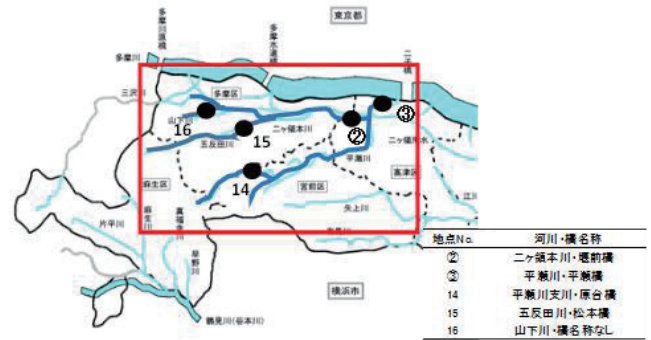 東京都
多摩川原橋
多摩水道橋
二子橋
多摩川
三沢川
多摩区
山下川
16
15
二ヶ領本川
②
③
五反田川
二ヶ領用水
平瀬川
高津区
14
麻生区
宮前区
江川
麻生川
真福寺川
矢上川
片平川
早野川
横浜市
鶴見川(谷本川)
地点No. 河川・橋名称
② 二ヶ領本川・堰前橋
③ 平瀬川・平瀬橋
14 平瀬川支川・原台橋
15 五反田川・松本橋
16 山下川・橋名称なし